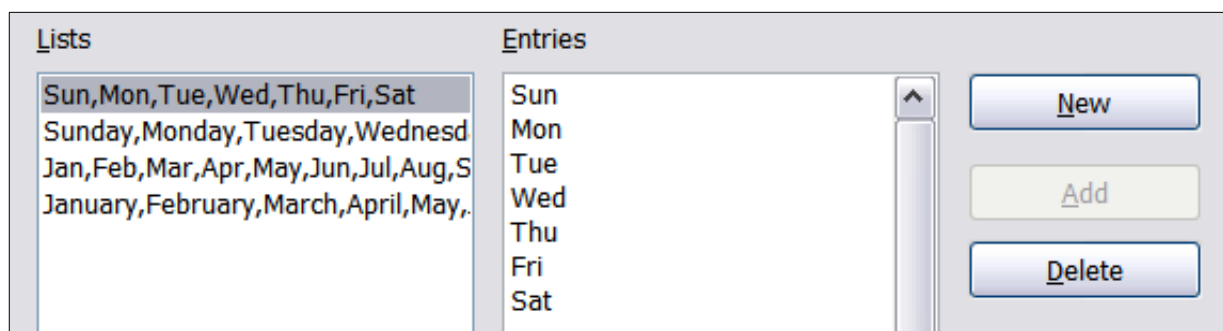 Lists
Sun,Mon,Tue,Wed,Thu,Fri,Sat
Sunday,Monday,Tuesday,Wednesd
Jan,Feb,Mar,Apr,May,Jun,Jul,Aug,S
January,February,March,April,May,.
Entries
Sun
Mon
Tue
Wed
Thu
Fri
Sat
New
Add
Delete